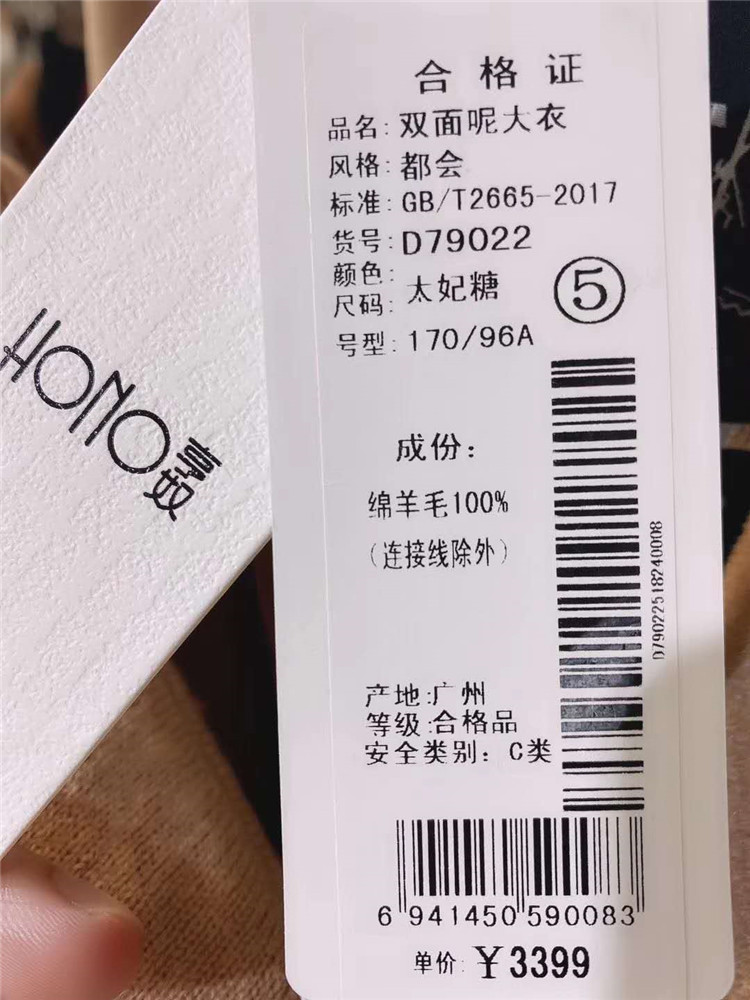 合格证
品名: 双面呢大衣
风格: 都会
标准: GB/T2665-2017
货号: D79022
颜色:
尺码: 太妃糖
⑤
号型: 170/96A
成份:
绵羊毛100%
(连接线除外)
产地:广州
等级:合格品
安全类别: C类
D79022518240008
6 941450 590083
单价: ¥3399
HONO